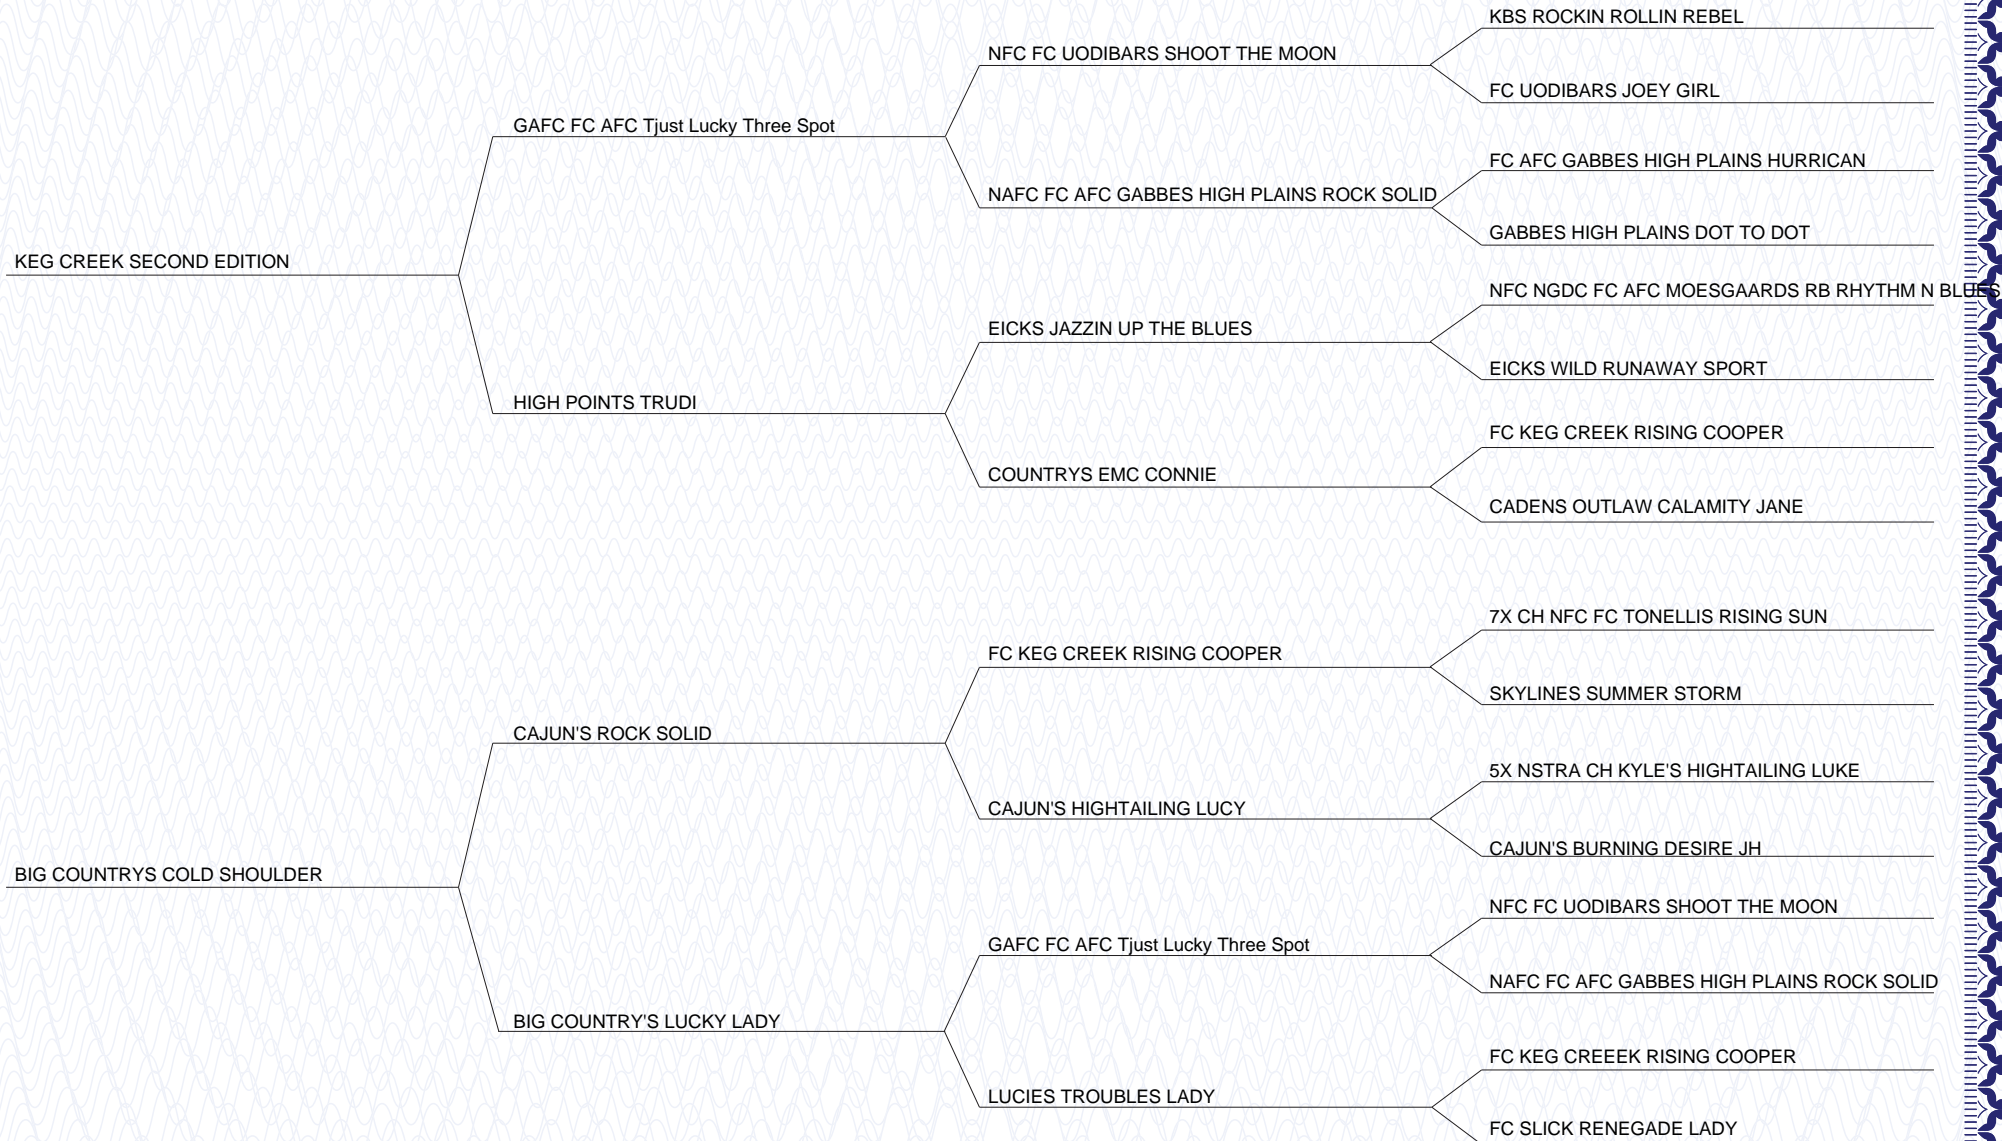 KBS ROCKIN ROLLIN REBEL
NFC FC UODIBARS SHOOT THE MOON
FC UODIBARS JOEY GIRL
GAFC FC AFC Tjust Lucky Three Spot
FC AFC GABBES HIGH PLAINS HURRICAN
NAFC FC AFC GABBES HIGH PLAINS ROCK SOLID
GABBES HIGH PLAINS DOT TO DOT
KEG CREEK SECOND EDITION
NFC NGDC FC AFC MOESGAARDS RB RHYTHM N BLUES
EICKS JAZZIN UP THE BLUES
EICKS WILD RUNAWAY SPORT
HIGH POINTS TRUDI
FC KEG CREEK RISING COOPER
COUNTRYS EMC CONNIE
CADENS OUTLAW CALAMITY JANE
7X CH NFC FC TONELLIS RISING SUN
FC KEG CREEK RISING COOPER
SKYLINES SUMMER STORM
CAJUN'S ROCK SOLID
5X NSTRA CH KYLE'S HIGHTAILING LUKE
CAJUN'S HIGHTAILING LUCY
CAJUN'S BURNING DESIRE JH
BIG COUNTRYS COLD SHOULDER
NFC FC UODIBARS SHOOT THE MOON
GAFC FC AFC Tjust Lucky Three Spot
NAFC FC AFC GABBES HIGH PLAINS ROCK SOLID
BIG COUNTRY'S LUCKY LADY
FC KEG CREEEK RISING COOPER
LUCIES TROUBLES LADY
FC SLICK RENEGADE LADY